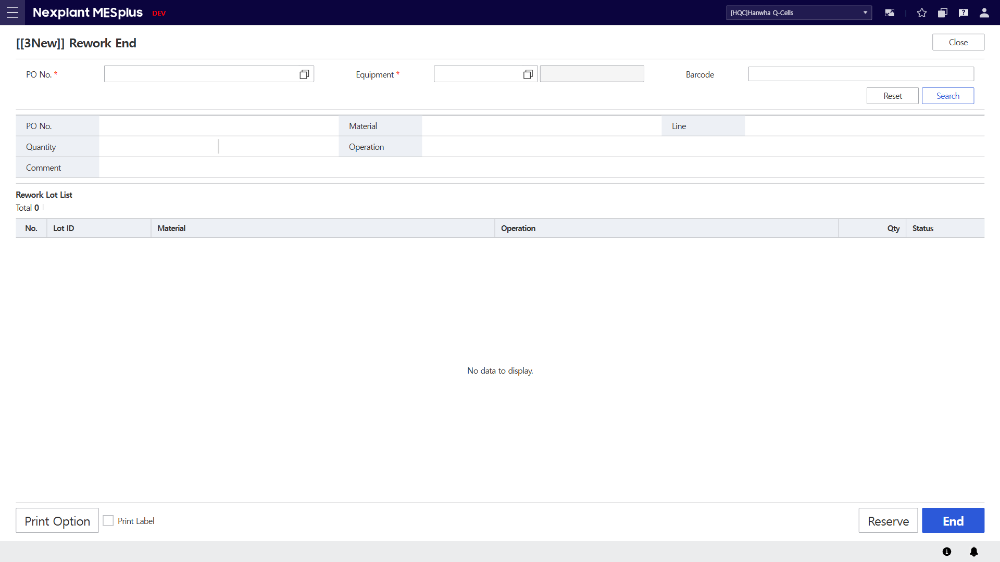 Nexplant MESplus DEV [HQC]Hanwha Q-Cells
[[3New]] Rework End Close
PO No. * Equipment * Barcode
Reset Search
PO No. Material Line
Quantity Operation
Comment
Rework Lot List
Total 0
No. Lot ID Material Operation Qty Status
No data to display.
Print Option Print Label Reserve End